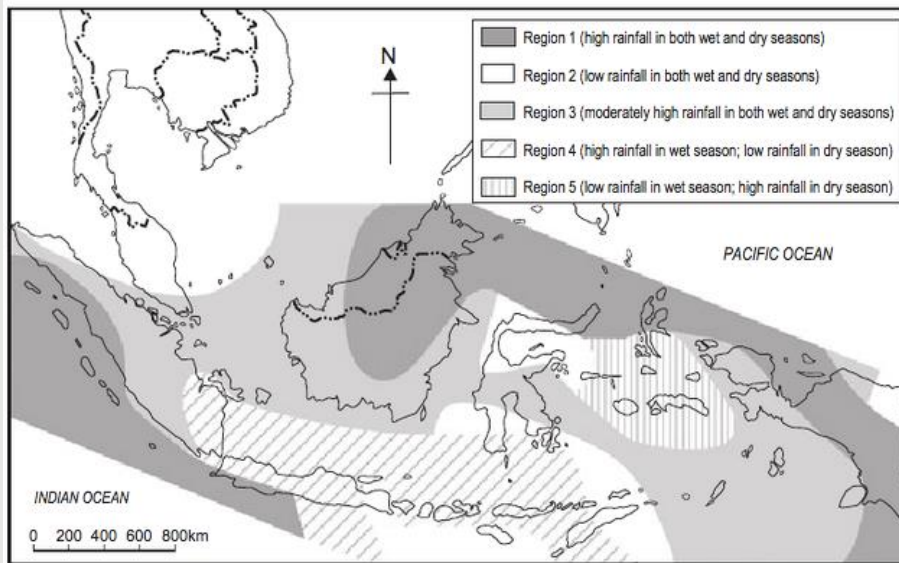 Region 1 (high rainfall in both wet and dry seasons)
N
Region 2 (low rainfall in both wet and dry seasons)
Region 3 (moderately high rainfall in both wet and dry seasons)
Region 4 (high rainfall in wet season; low rainfall in dry season)
Region 5 (low rainfall in wet season; high rainfall in dry season)
PACIFIC OCEAN
INDIAN OCEAN
0 200 400 600 800km